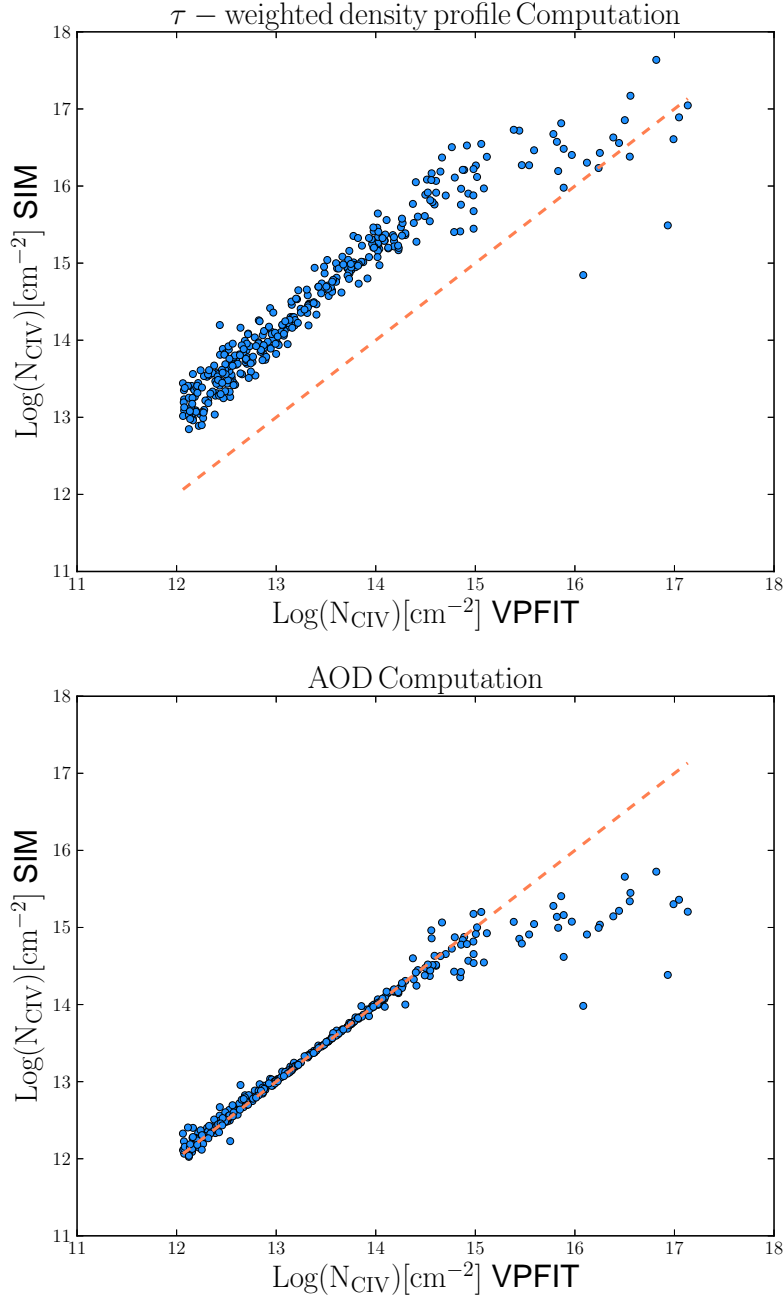 τ − weighted density profile Computation
18
17
16
15
14
13
12
11
Log(N_CIV)[cm⁻²] SIM
11 12 13 14 15 16 17 18
Log(N_CIV)[cm⁻²] VPFIT
AOD Computation
18
17
16
15
14
13
12
11
Log(N_CIV)[cm⁻²] SIM
11 12 13 14 15 16 17 18
Log(N_CIV)[cm⁻²] VPFIT